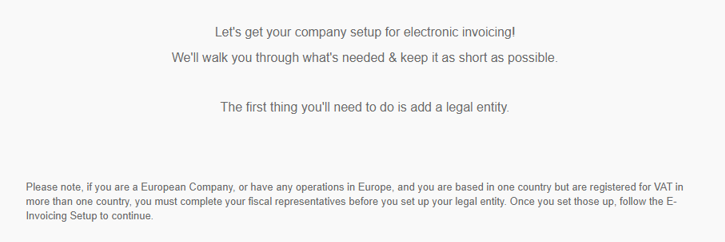 Let's get your company setup for electronic invoicing!
We'll walk you through what's needed & keep it as short as possible.
The first thing you'll need to do is add a legal entity.
Please note, if you are a European Company, or have any operations in Europe, and you are based in one country but are registered for VAT in
more than one country, you must complete your fiscal representatives before you set up your legal entity. Once you set those up, follow the E-
Invoicing Setup to continue.